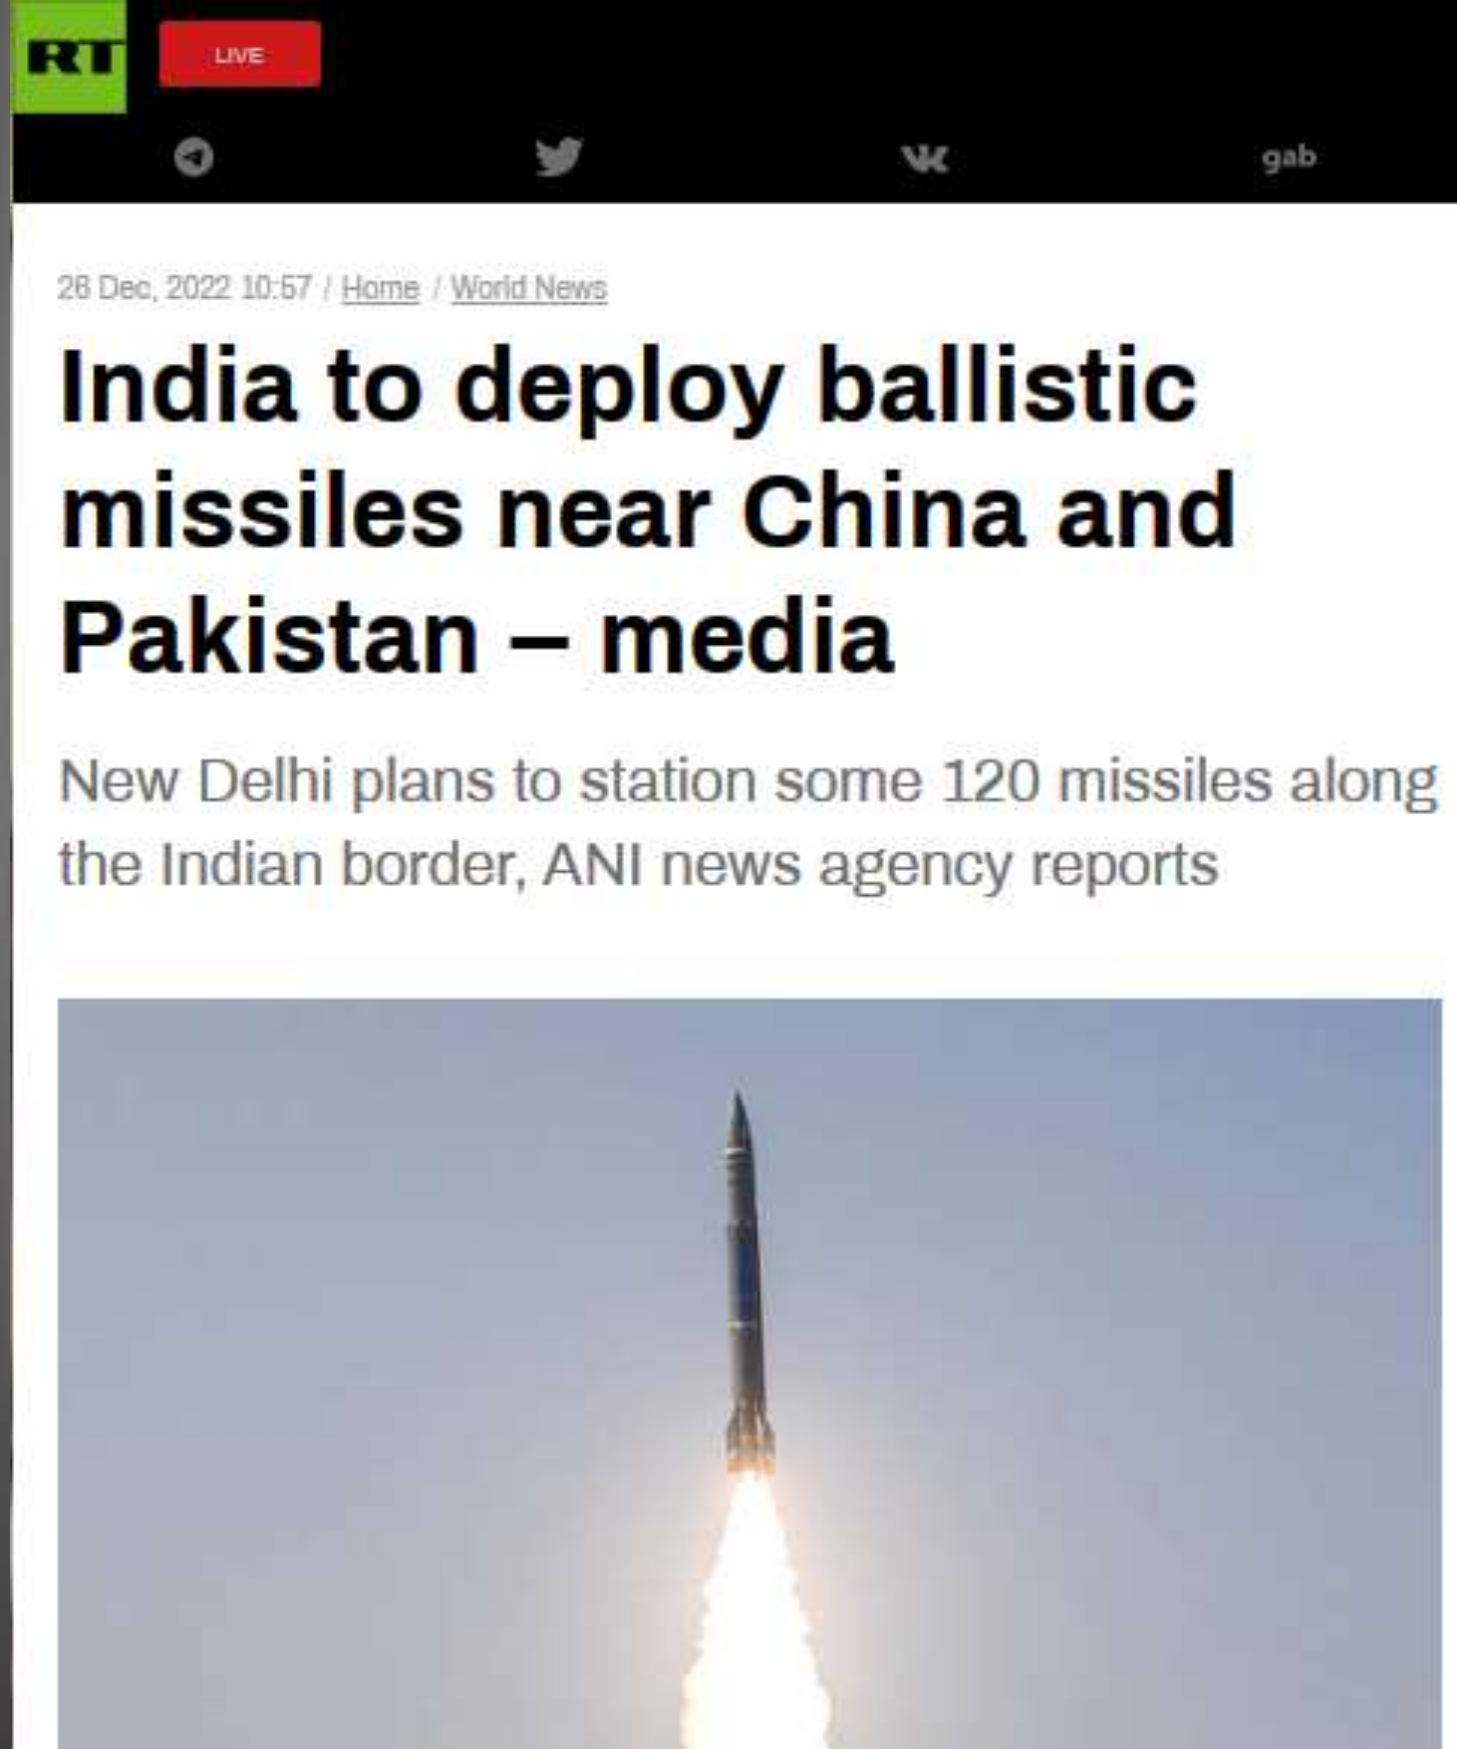 RT
LIVE
gab
26 Dec, 2022 10:57 / Home / World News
India to deploy ballistic
missiles near China and
Pakistan – media
New Delhi plans to station some 120 missiles along
the Indian border, ANI news agency reports